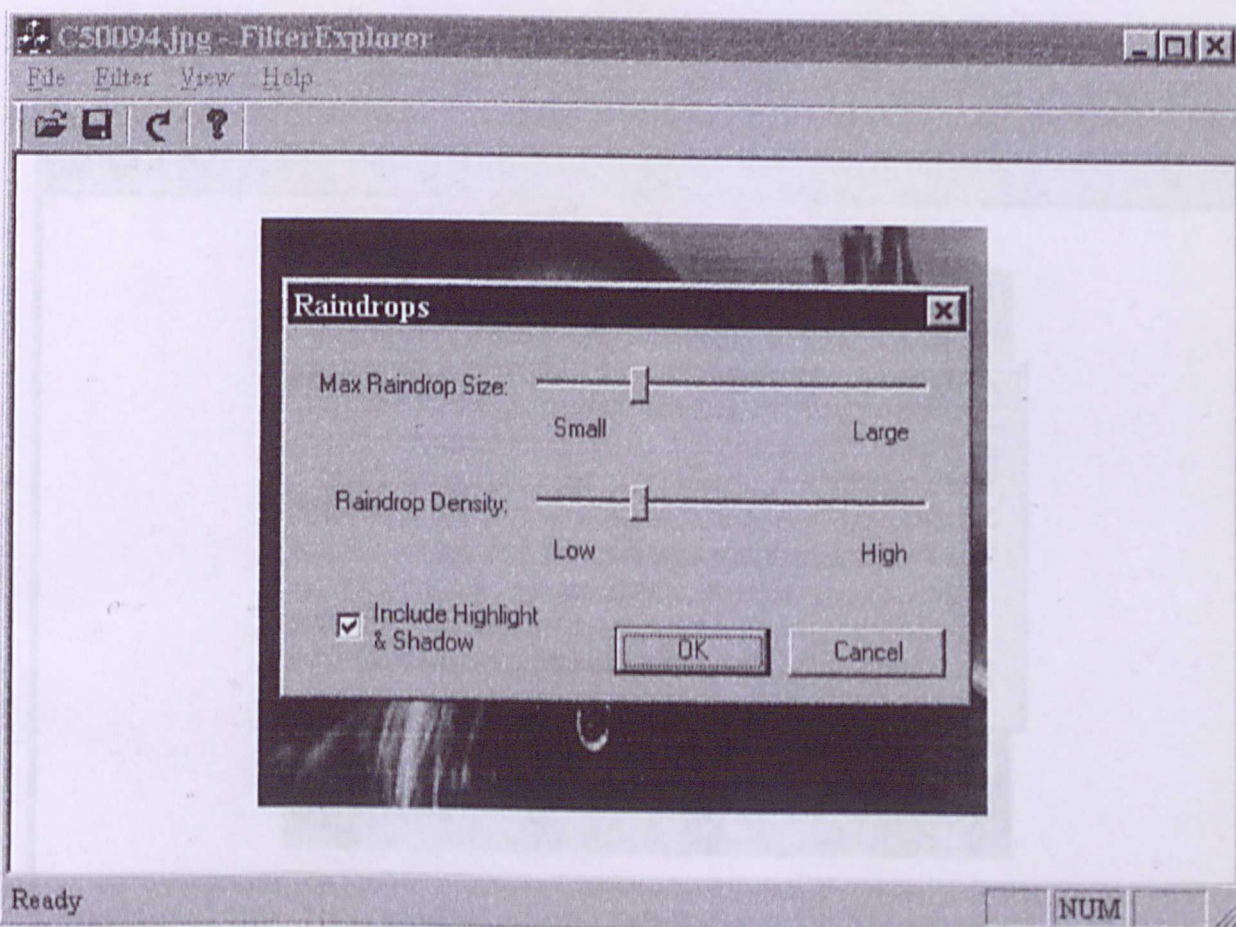 C50094.jpg - FilterExplorer
File Filter View Help
Raindrops
Max Raindrop Size:
Small Large
Raindrop Density:
Low High
Include Highlight
& Shadow
OK Cancel
Ready NUM